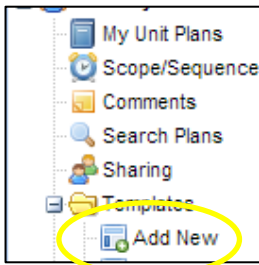 My Unit Plans
Scope/Sequence
Comments
Search Plans
Sharing
Templates
Add New